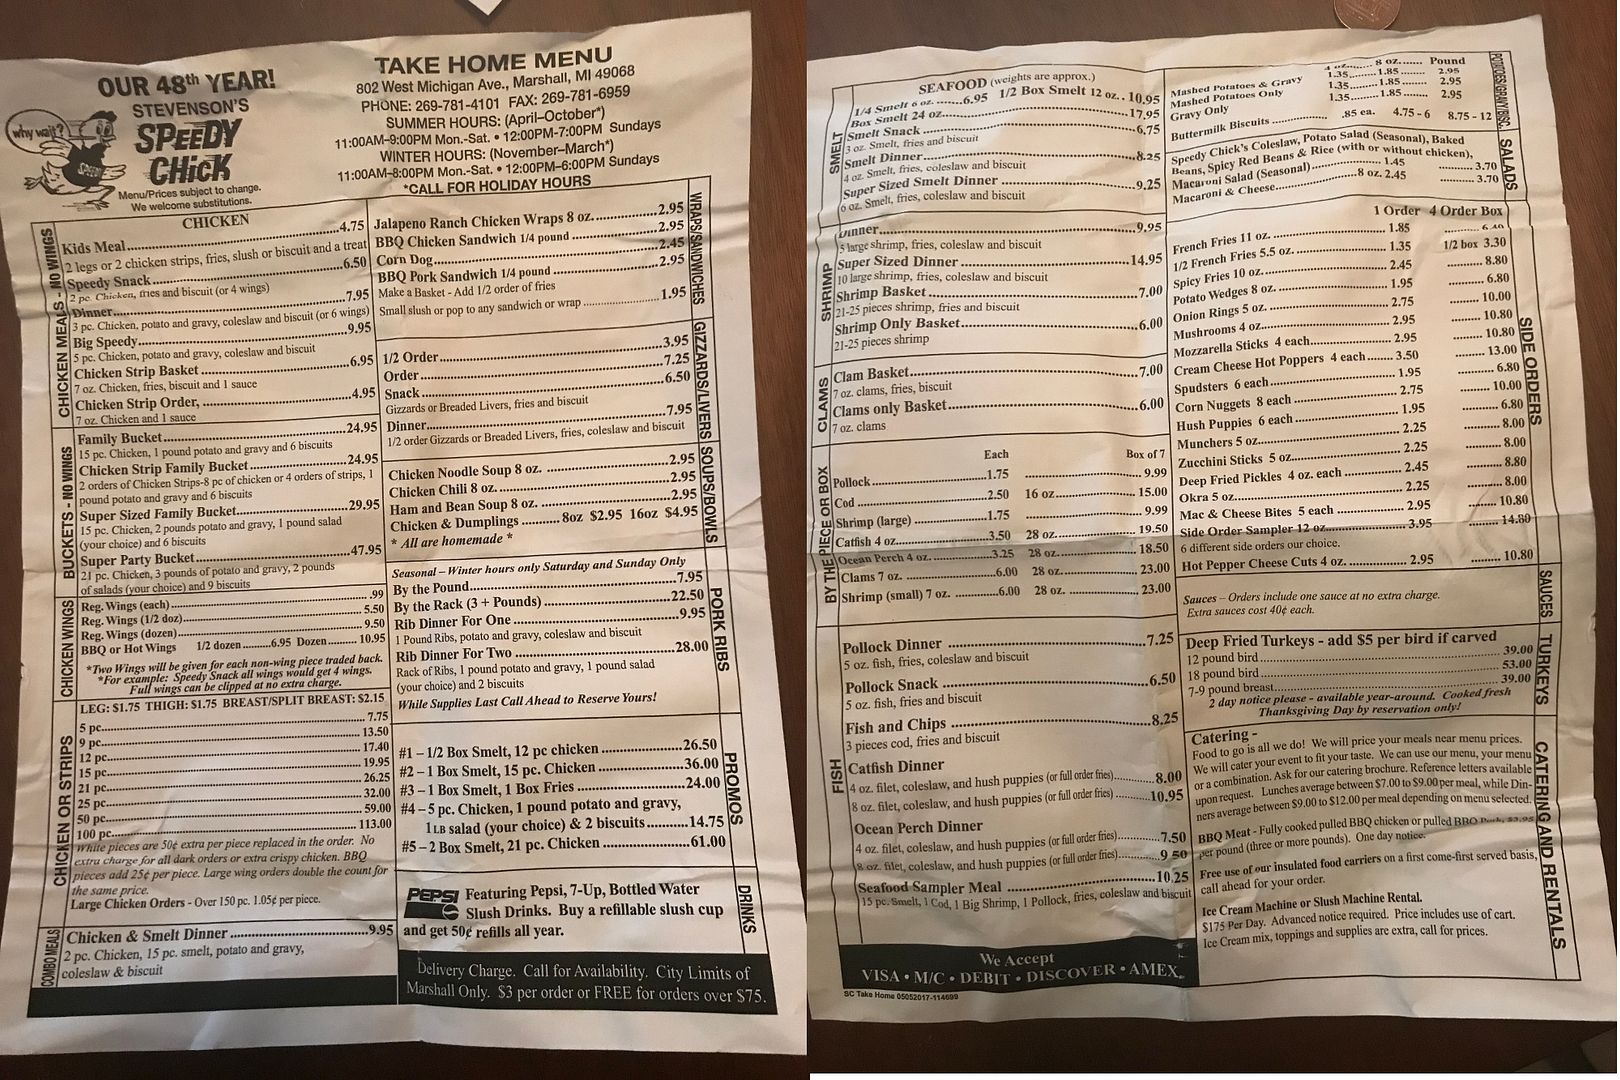 OUR 48th YEAR!
STEVENSON'S
SPEEDY
CHiCK
why wait?
Speedy
Menu/Prices subject to change.
We welcome substitutions.
TAKE HOME MENU
802 West Michigan Ave., Marshall, MI 49068
PHONE: 269-781-4101 FAX: 269-781-6959
SUMMER HOURS: (April–October*)
11:00AM–9:00PM Mon.-Sat. • 12:00PM-7:00PM Sundays
WINTER HOURS: (November–March*)
11:00AM–8:00PM Mon.-Sat. • 12:00PM–6:00PM Sundays
*CALL FOR HOLIDAY HOURS
CHICKEN
CHICKEN MEALS - NO WINGS
Kids Meal 4.75
2 legs or 2 chicken strips, fries, slush or biscuit and a treat
Speedy Snack 6.50
2 pc. Chicken, fries and biscuit (or 4 wings)
Dinner 7.95
3 pc. Chicken, potato and gravy, coleslaw and biscuit (or 6 wings)
Big Speedy 9.95
5 pc. Chicken, potato and gravy, coleslaw and biscuit
Chicken Strip Basket 6.95
7 oz. Chicken, fries, biscuit and 1 sauce
Chicken Strip Order, 4.95
7 oz. Chicken and 1 sauce
BUCKETS - NO WINGS
Family Bucket 24.95
15 pc. Chicken, 1 pound potato and gravy and 6 biscuits
Chicken Strip Family Bucket 24.95
2 orders of Chicken Strips-8 pc of chicken or 4 orders of strips, 1
pound potato and gravy and 6 biscuits
Super Sized Family Bucket 29.95
15 pc. Chicken, 2 pounds potato and gravy, 1 pound salad
(your choice) and 6 biscuits
Super Party Bucket 47.95
21 pc. Chicken, 3 pounds of potato and gravy, 2 pounds
of salads (your choice) and 9 biscuits
CHICKEN WINGS
Reg. Wings (each) .99
Reg. Wings (1/2 doz) 5.50
Reg. Wings (dozen) 9.50
BBQ or Hot Wings 1/2 dozen 6.95 Dozen 10.95
*Two Wings will be given for each non-wing piece traded back.
*For example: Speedy Snack all wings would get 4 wings.
Full wings can be clipped at no extra charge.
CHICKEN OR STRIPS
LEG: $1.75 THIGH: $1.75 BREAST/SPLIT BREAST: $2.15
5 pc. 7.75
9 pc. 13.50
12 pc. 17.40
15 pc. 19.95
21 pc. 26.25
25 pc. 32.00
50 pc. 59.00
100 pc. 113.00
White pieces are 50¢ extra per piece replaced in the order. No
extra charge for all dark orders or extra crispy chicken. BBQ
pieces add 25¢ per piece. Large wing orders double the count for
the same price.
Large Chicken Orders - Over 150 pc. 1.05¢ per piece.
COMBO MEALS
Chicken & Smelt Dinner 9.95
2 pc. Chicken, 15 pc. smelt, potato and gravy,
coleslaw & biscuit
WRAPS/SANDWICHES
Jalapeno Ranch Chicken Wraps 8 oz. 2.95
BBQ Chicken Sandwich 1/4 pound 2.95
Corn Dog 2.45
BBQ Pork Sandwich 1/4 pound 2.95
Make a Basket - Add 1/2 order of fries
Small slush or pop to any sandwich or wrap 1.95
GIZZARDS/LIVERS
1/2 Order 3.95
Order 7.25
Snack 6.50
Gizzards or Breaded Livers, fries and biscuit
Dinner 7.95
1/2 order Gizzards or Breaded Livers, fries, coleslaw and biscuit
SOUPS/BOWLS
Chicken Noodle Soup 8 oz. 2.95
Chicken Chili 8 oz. 2.95
Ham and Bean Soup 8 oz. 2.95
Chicken & Dumplings 8oz $2.95 16oz $4.95
* All are homemade *
PORK RIBS
Seasonal – Winter hours only Saturday and Sunday Only
By the Pound 7.95
By the Rack (3 + Pounds) 22.50
Rib Dinner For One 9.95
1 Pound Ribs, potato and gravy, coleslaw and biscuit
Rib Dinner For Two 28.00
Rack of Ribs, 1 pound potato and gravy, 1 pound salad
(your choice) and 2 biscuits
While Supplies Last Call Ahead to Reserve Yours!
PROMOS
#1 – 1/2 Box Smelt, 12 pc chicken 26.50
#2 – 1 Box Smelt, 15 pc. Chicken 36.00
#3 – 1 Box Smelt, 1 Box Fries 24.00
#4 – 5 pc. Chicken, 1 pound potato and gravy,
1 LB salad (your choice) & 2 biscuits 14.75
#5 – 2 Box Smelt, 21 pc. Chicken 61.00
DRINKS
PEPSI
Featuring Pepsi, 7-Up, Bottled Water
Slush Drinks. Buy a refillable slush cup
and get 50¢ refills all year.
Delivery Charge. Call for Availability. City Limits of
Marshall Only. $3 per order or FREE for orders over $75.
SEAFOOD (weights are approx.)
SMELT
1/4 Smelt 6 oz. 6.95 1/2 Box Smelt 12 oz. 10.95
Box Smelt 24 oz. 17.95
Smelt Snack 6.75
3 oz. Smelt, fries and biscuit
Smelt Dinner 8.25
4 oz. Smelt, fries, coleslaw and biscuit
Super Sized Smelt Dinner 9.25
6 oz. Smelt, fries, coleslaw and biscuit
SHRIMP
Dinner 9.95
5 large shrimp, fries, coleslaw and biscuit
Super Sized Dinner 14.95
10 large shrimp, fries, coleslaw and biscuit
Shrimp Basket 7.00
21-25 pieces shrimp, fries and biscuit
Shrimp Only Basket 6.00
21-25 pieces shrimp
CLAMS
Clam Basket 7.00
7 oz. clams, fries, biscuit
Clams only Basket 6.00
7 oz. clams
BY THE PIECE OR BOX
Each Box of 7
Pollock 1.75 9.99
Cod 2.50 16 oz 15.00
Shrimp (large) 1.75 9.99
Catfish 4 oz. 3.50 28 oz. 19.50
Ocean Perch 4 oz. 3.25 28 oz. 18.50
Clams 7 oz. 6.00 28 oz. 23.00
Shrimp (small) 7 oz. 6.00 28 oz. 23.00
FISH
Pollock Dinner 7.25
5 oz. fish, fries, coleslaw and biscuit
Pollock Snack 6.50
5 oz. fish, fries and biscuit
Fish and Chips 8.25
3 pieces cod, fries and biscuit
Catfish Dinner
4 oz. filet, coleslaw, and hush puppies (or full order fries) 8.00
8 oz. filet, coleslaw, and hush puppies (or full order fries) 10.95
Ocean Perch Dinner
4 oz. filet, coleslaw, and hush puppies (or full order fries) 7.50
8 oz. filet, coleslaw, and hush puppies (or full order fries) 9.50
Seafood Sampler Meal 10.25
15 pc. Smelt, 1 Cod, 1 Big Shrimp, 1 Pollock, fries, coleslaw and biscuit
We Accept
VISA • M/C • DEBIT • DISCOVER • AMEX
SC Take Home 05052017-114699
POTATOES/GRAVY/BISC.
4 oz. 8 oz. Pound
Mashed Potatoes & Gravy 1.35 1.85 2.95
Mashed Potatoes Only 1.35 1.85 2.95
Gravy Only 1.35 1.85 2.95
Buttermilk Biscuits .85 ea. 4.75 - 6 8.75 - 12
SALADS
Speedy Chick's Coleslaw, Potato Salad (Seasonal), Baked
Beans, Spicy Red Beans & Rice (with or without chicken),
Macaroni Salad (Seasonal) 1.45 3.70
Macaroni & Cheese 8 oz. 2.45 3.70
SIDE ORDERS
1 Order 4 Order Box
French Fries 11 oz. 1.85 6.40
1/2 French Fries 5.5 oz. 1.35 1/2 box 3.30
Spicy Fries 10 oz. 2.45 8.80
Potato Wedges 8 oz. 1.95 6.80
Onion Rings 5 oz. 2.75 10.00
Mushrooms 4 oz. 2.95 10.80
Mozzarella Sticks 4 each 2.95 10.80
Cream Cheese Hot Poppers 4 each 3.50 13.00
Spudsters 6 each 1.95 6.80
Corn Nuggets 8 each 2.75 10.00
Hush Puppies 6 each 1.95 6.80
Munchers 5 oz. 2.25 8.00
Zucchini Sticks 5 oz. 2.25 8.00
Deep Fried Pickles 4 oz. each 2.45 8.80
Okra 5 oz. 2.25 8.00
Mac & Cheese Bites 5 each 2.95 10.80
Side Order Sampler 12 oz. 3.95 14.80
6 different side orders our choice.
Hot Pepper Cheese Cuts 4 oz. 2.95 10.80
SAUCES
Sauces – Orders include one sauce at no extra charge.
Extra sauces cost 40¢ each.
TURKEYS
Deep Fried Turkeys - add $5 per bird if carved
12 pound bird 39.00
18 pound bird 53.00
7-9 pound breast 39.00
2 day notice please - available year-around. Cooked fresh
Thanksgiving Day by reservation only!
CATERING AND RENTALS
Catering -
Food to go is all we do! We will price your meals near menu prices.
We will cater your event to fit your taste. We can use our menu, your menu
or a combination. Ask for our catering brochure. Reference letters available
upon request. Lunches average between $7.00 to $9.00 per meal, while Din-
ners average between $9.00 to $12.00 per meal depending on menu selected.
BBQ Meat - Fully cooked pulled BBQ chicken or pulled BBQ Pork, $3.95
per pound (three or more pounds). One day notice.
Free use of our insulated food carriers on a first come-first served basis,
call ahead for your order.
Ice Cream Machine or Slush Machine Rental.
$175 Per Day. Advanced notice required. Price includes use of cart.
Ice Cream mix, toppings and supplies are extra, call for prices.